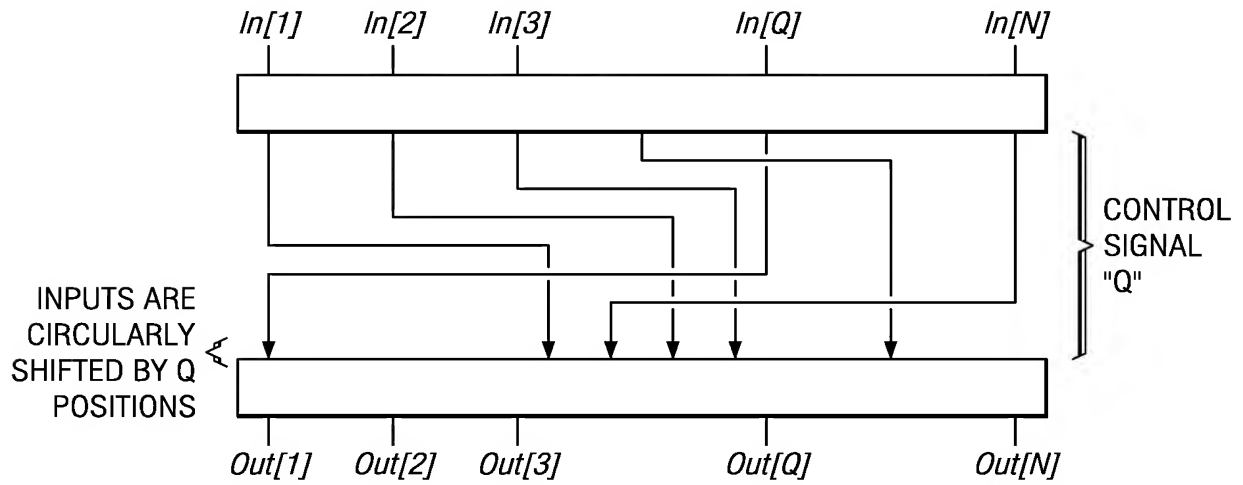 In[1] In[2] In[3] In[Q] In[N]
CONTROL
SIGNAL
"Q"
INPUTS ARE
CIRCULARLY
SHIFTED BY Q
POSITIONS
Out[1] Out[2] Out[3] Out[Q] Out[N]